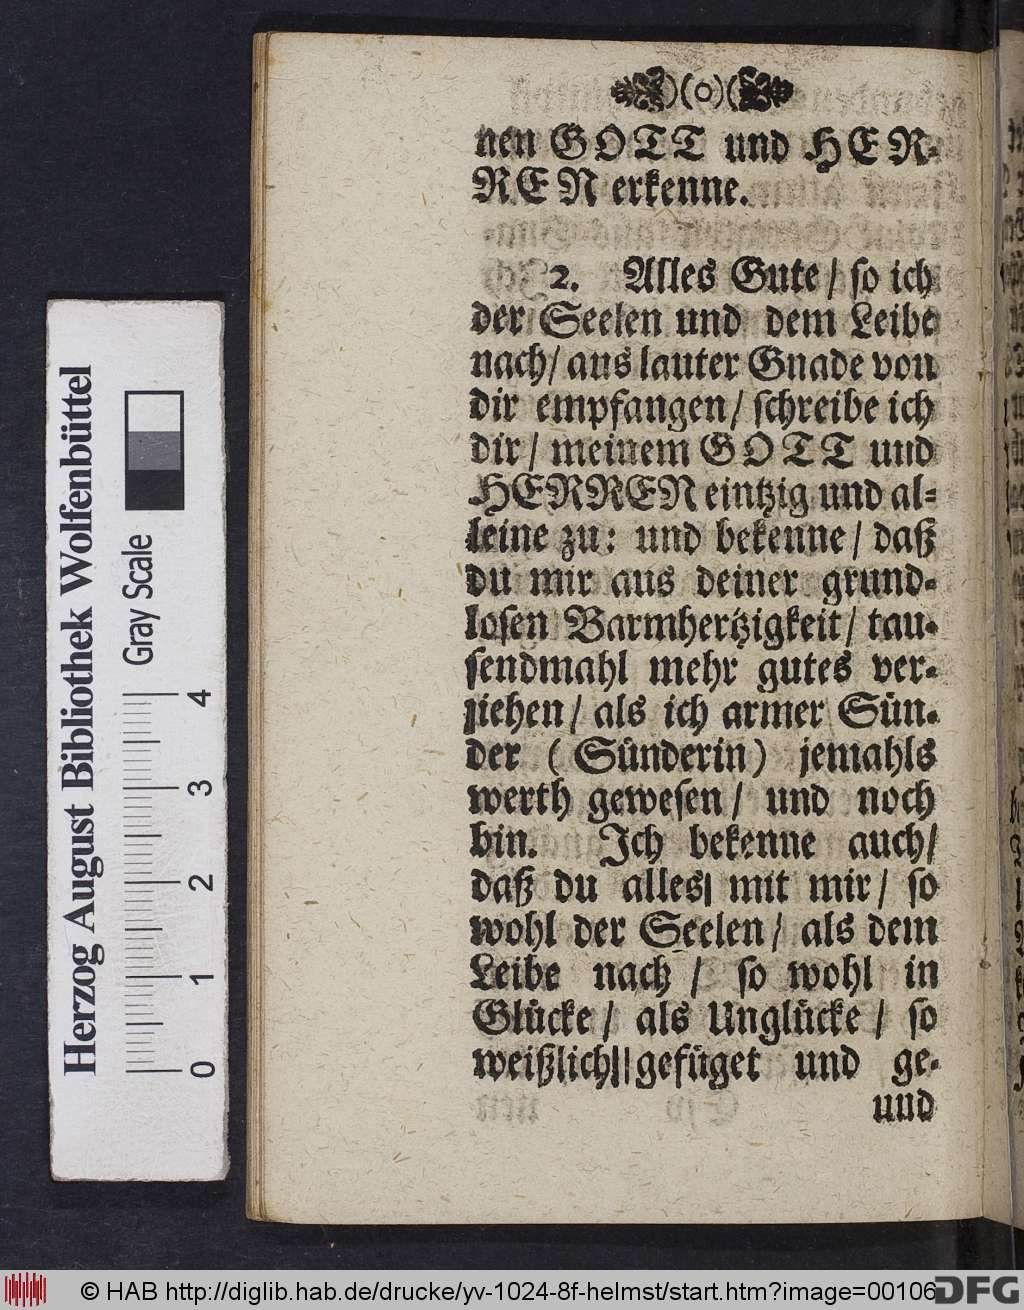 )(o)(
nen GOTT und HER-
REN erkenne.
2. Alles Gute / so ich
der Seelen und dem Leibe
nach / aus lauter Gnade von
dir empfangen / schreibe ich
dir / meinem GOTT und
HERREN eintzig und al-
leine zu: und bekenne / daß
du mir aus deiner grund-
losen Barmhertzigkeit / tau-
sendmahl mehr gutes ver-
liehen / als ich armer Sün-
der ( Sünderin ) jemahls
werth gewesen / und noch
bin. Ich bekenne auch /
daß du alles / mit mir / so
wohl der Seelen / als dem
Leibe nach / so wohl in
Glücke / als Unglücke / so
weißlich || gefüget und ge-
und
Herzog August Bibliothek Wolfenbüttel
Gray Scale
0 1 2 3 4
© HAB http://diglib.hab.de/drucke/yv-1024-8f-helmst/start.htm?image=00106
DFG